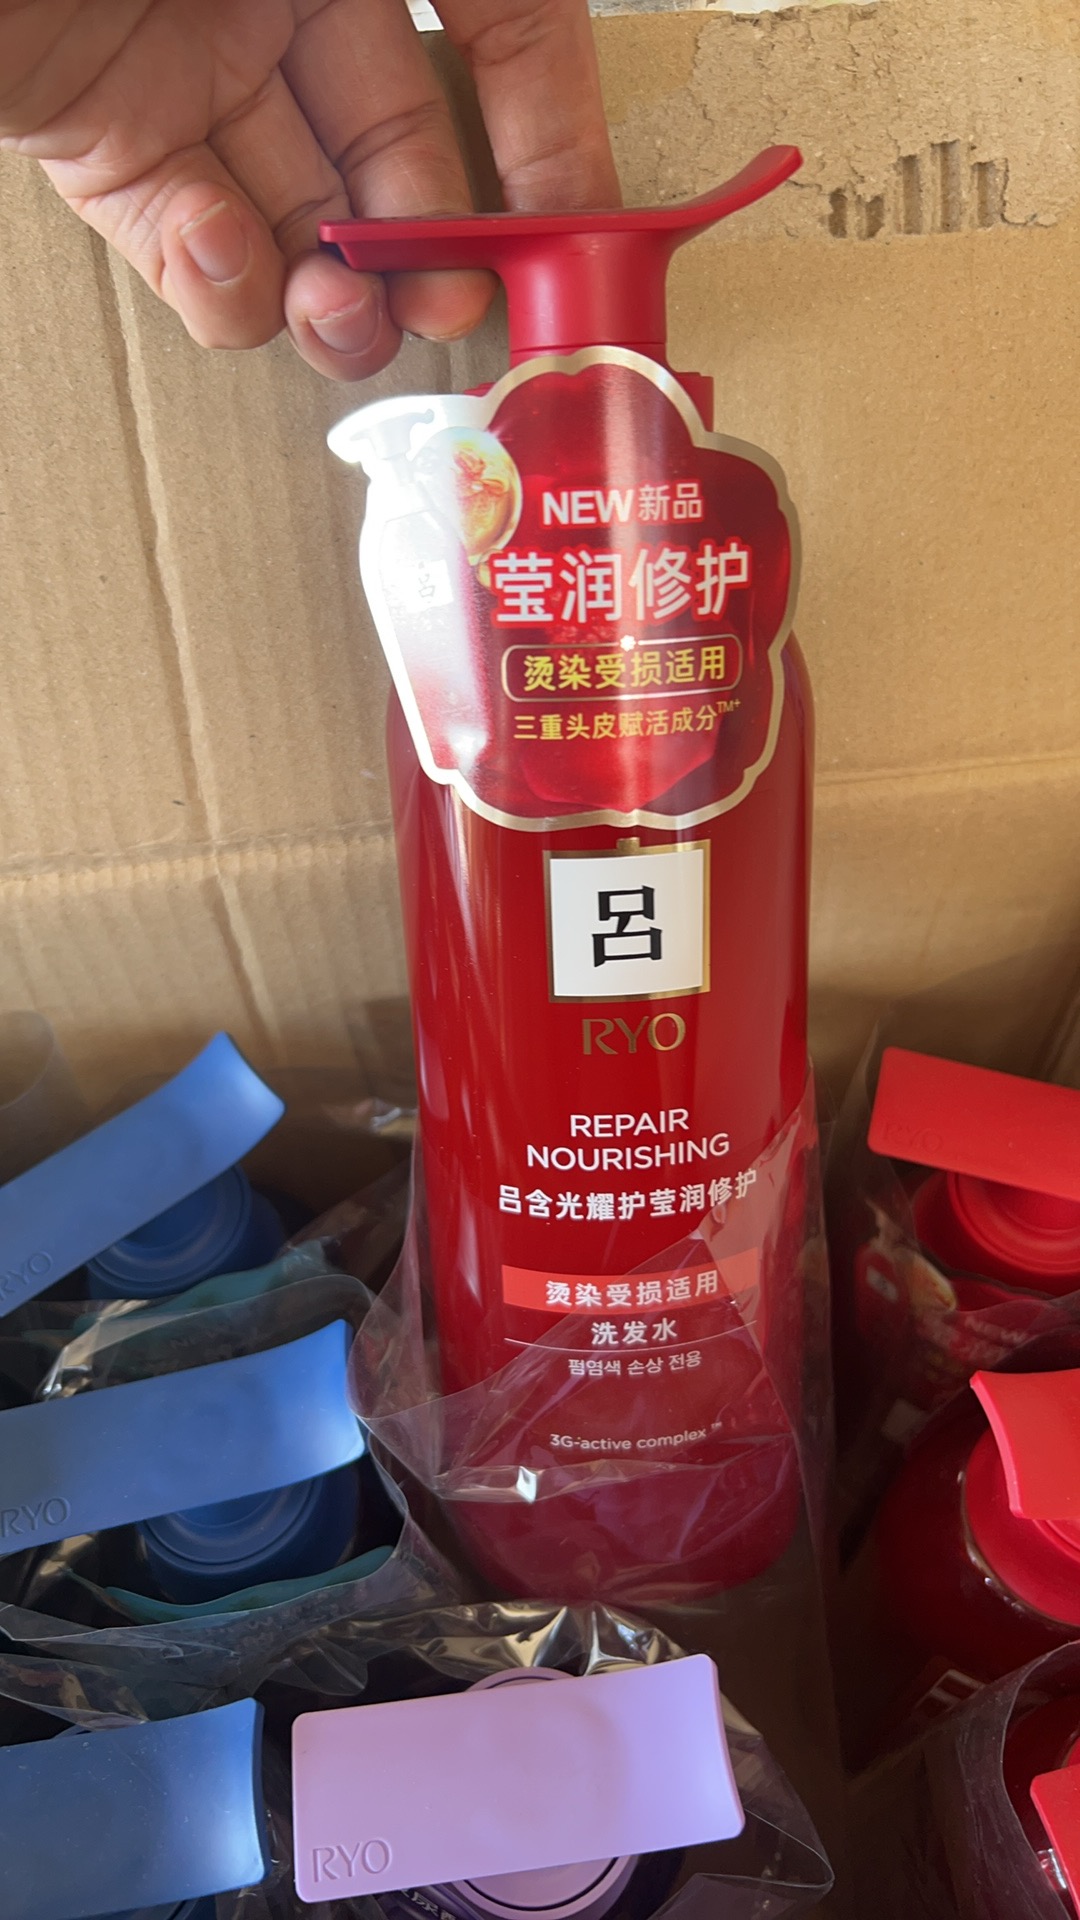 NEW新品
莹润修护
烫染受损适用
三重头皮赋活成分™+
吕
呂
RYO
REPAIR
NOURISHING
吕含光耀护莹润修护
烫染受损适用
洗发水
펌염색 손상 전용
3G-active complex™
RYO
RYO
RYO
RYO
NEW